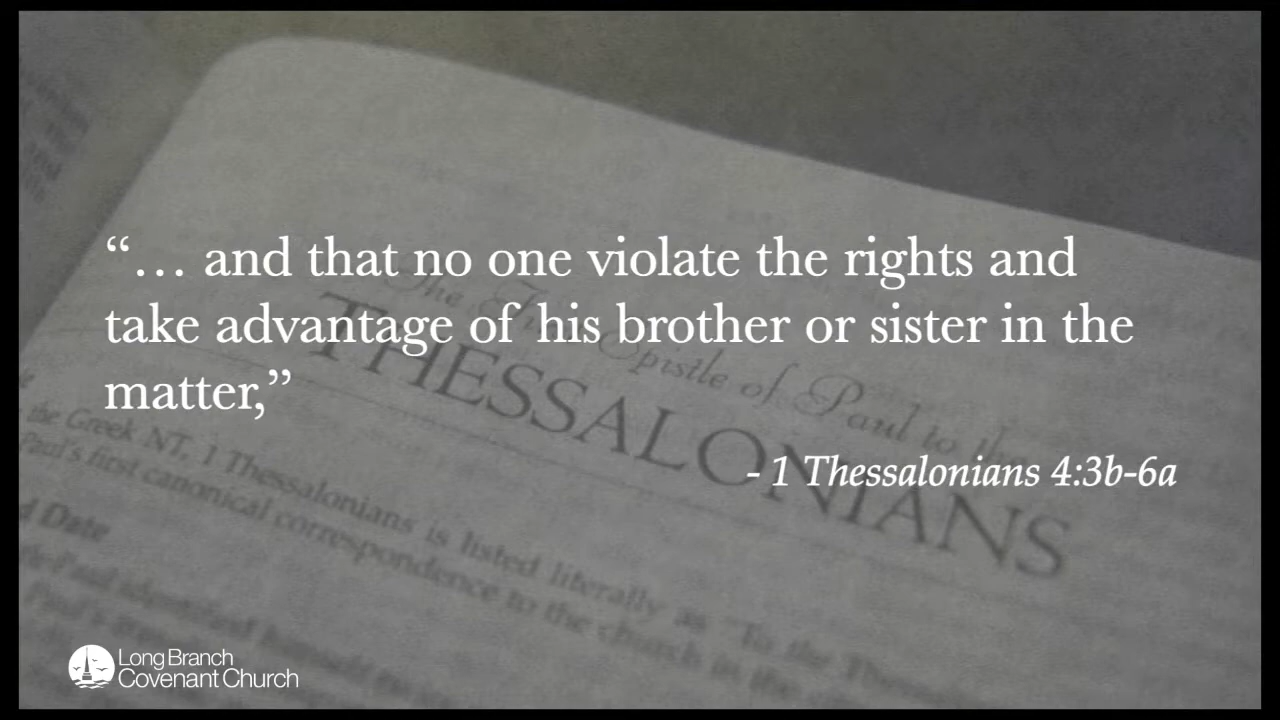 “… and that no one violate the rights and
take advantage of his brother or sister in the
matter,”
- 1 Thessalonians 4:3b-6a
The First Epistle of Paul to the
THESSALONIANS
the Greek NT, 1 Thessalonians is listed literally as "To the
Paul's first canonical correspondence to the church in the
Date
Long Branch
Covenant Church